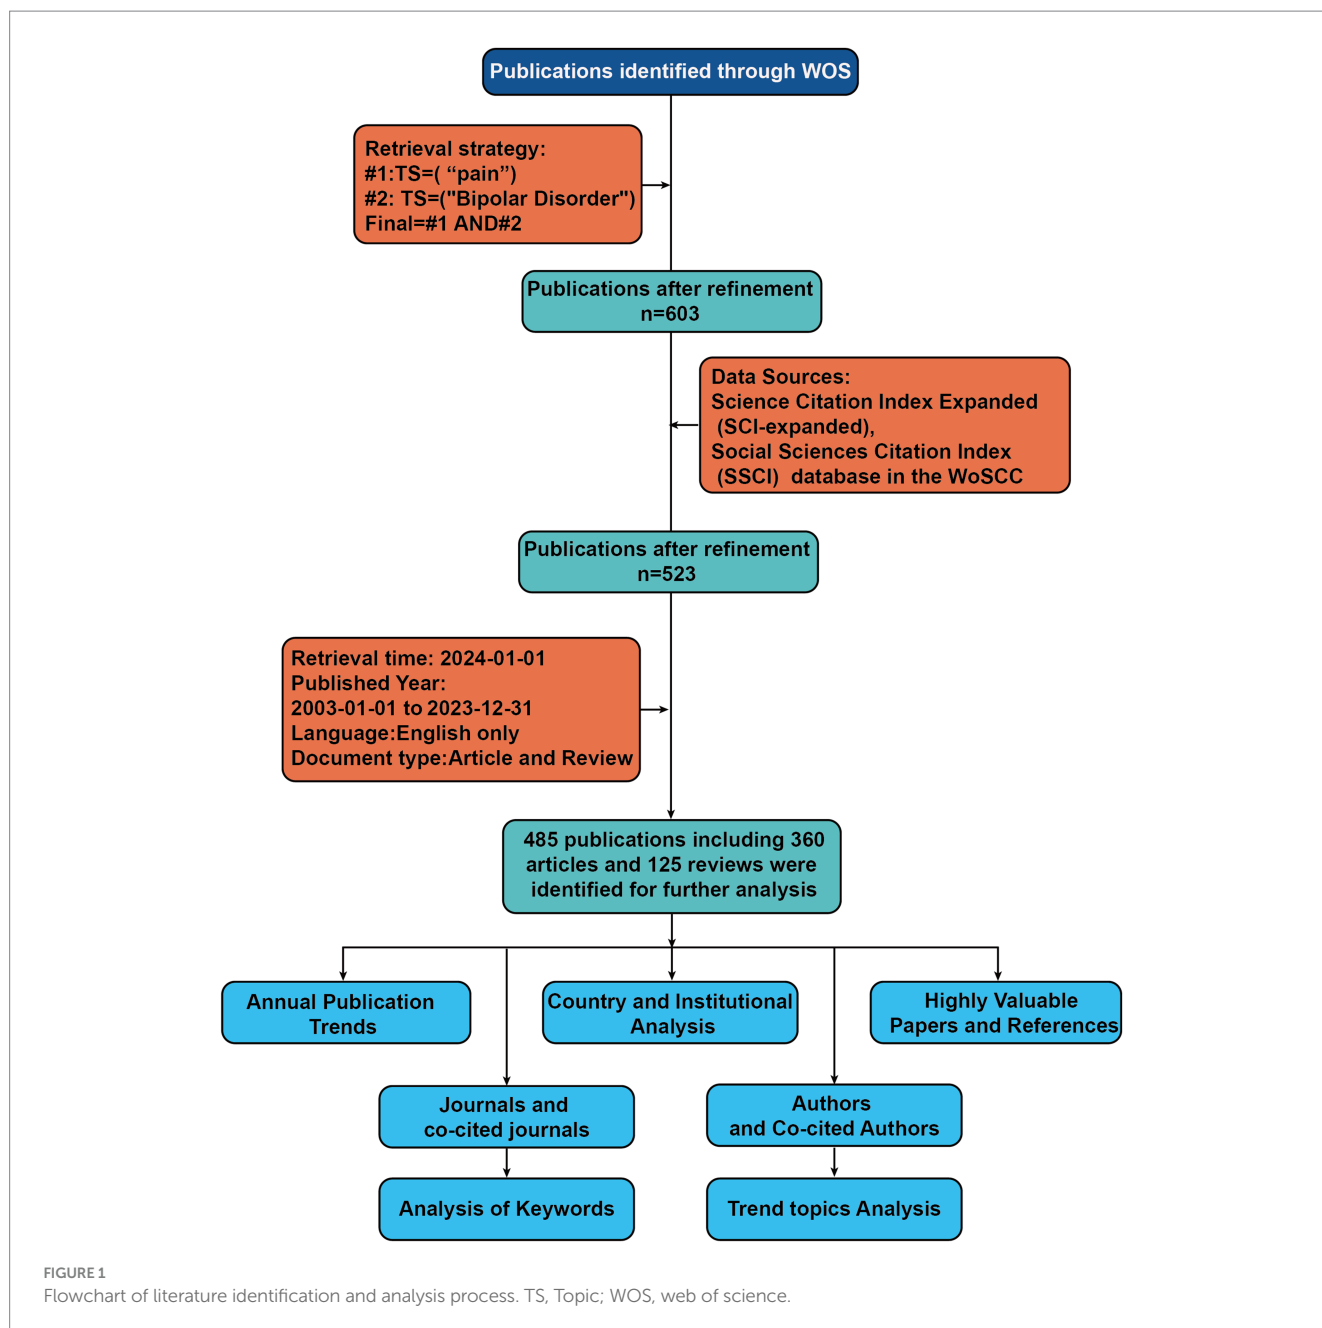 Publications identified through WOS
Retrieval strategy:
#1:TS=( “pain”)
#2: TS=("Bipolar Disorder")
Final=#1 AND#2
Publications after refinement
n=603
Data Sources:
Science Citation Index Expanded
(SCI-expanded),
Social Sciences Citation Index
(SSCI) database in the WoSCC
Publications after refinement
n=523
Retrieval time: 2024-01-01
Published Year:
2003-01-01 to 2023-12-31
Language:English only
Document type:Article and Review
485 publications including 360
articles and 125 reviews were
identified for further analysis
Annual Publication
Trends
Country and Institutional
Analysis
Highly Valuable
Papers and References
Journals and
co-cited journals
Authors
and Co-cited Authors
Analysis of Keywords
Trend topics Analysis
FIGURE 1
Flowchart of literature identification and analysis process. TS, Topic; WOS, web of science.